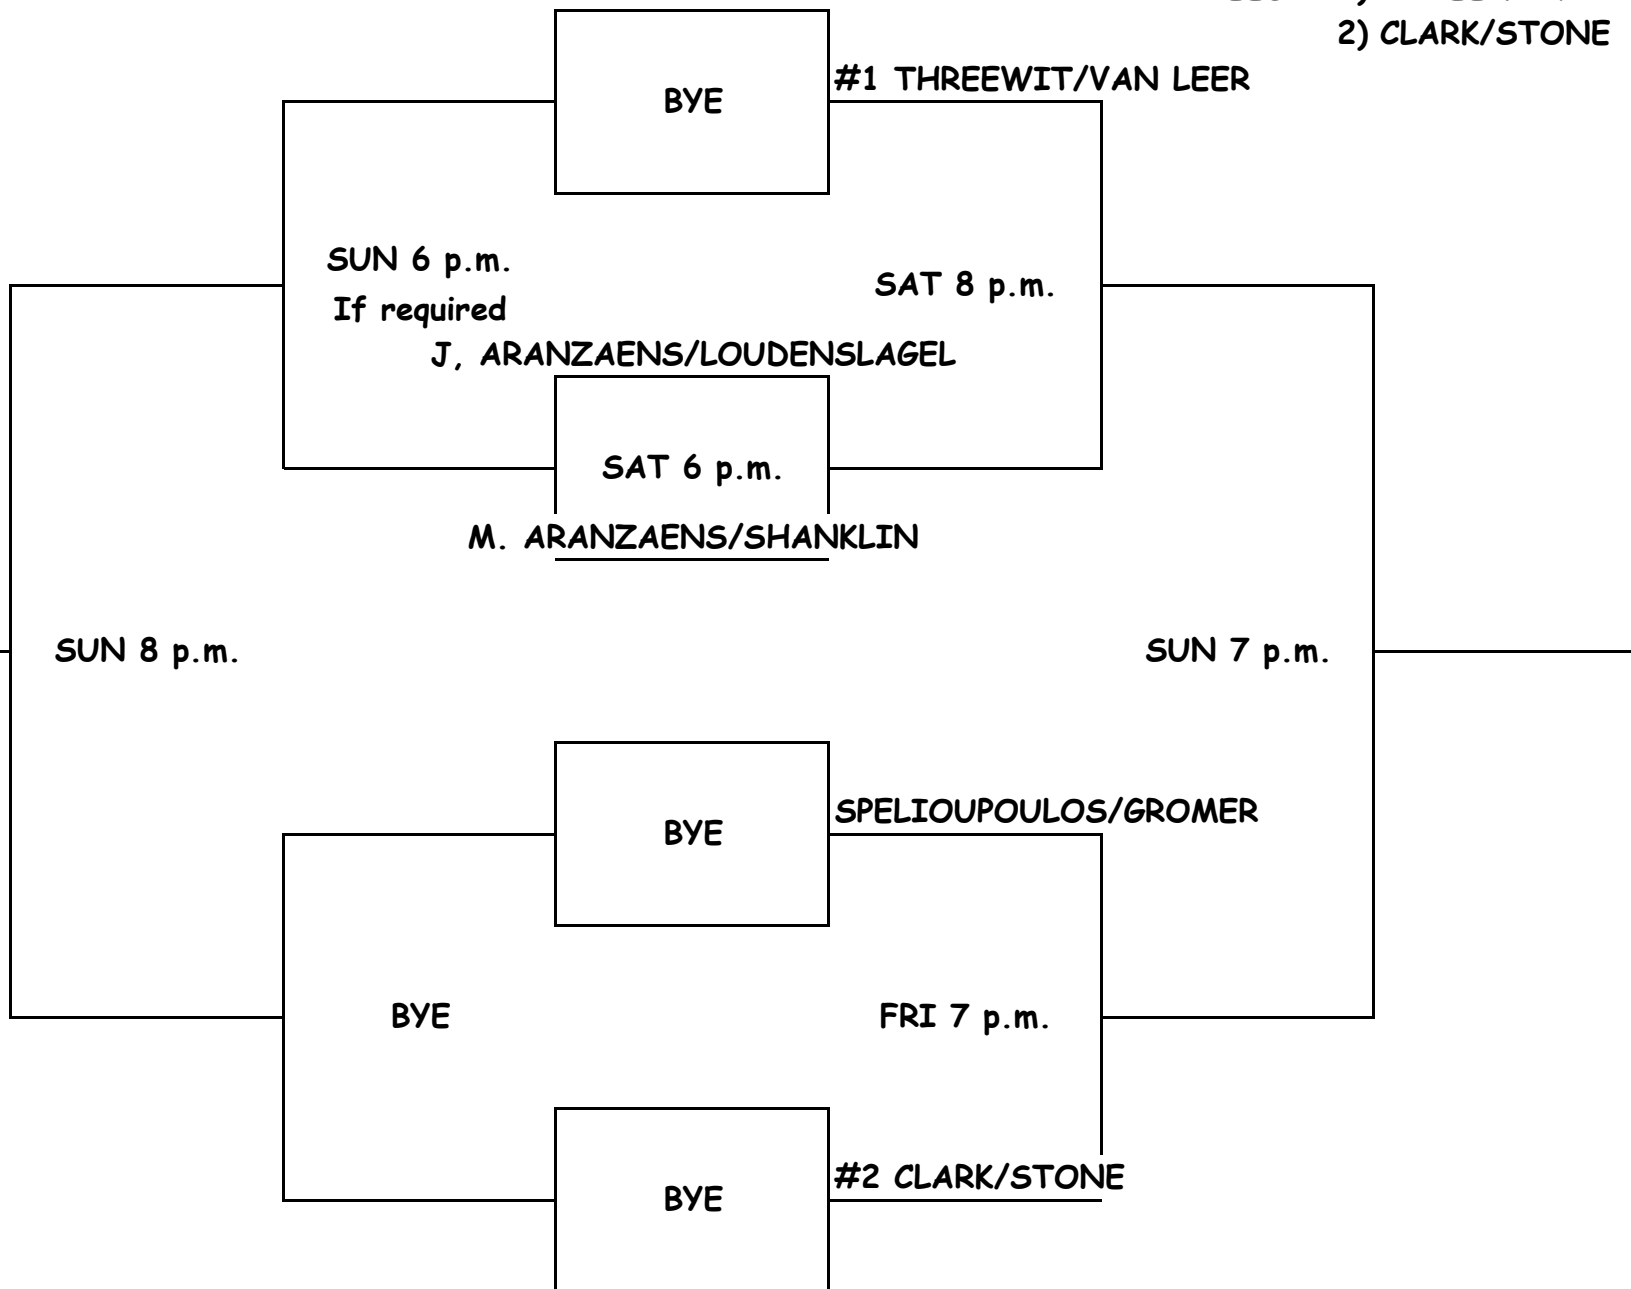 2) CLARK/STONE
#1 THREEWIT/VAN LEER
BYE
SUN 6 p.m.
If required
SAT 8 p.m.
J, ARANZAENS/LOUDENSLAGEL
SAT 6 p.m.
M. ARANZAENS/SHANKLIN
SUN 8 p.m.
SUN 7 p.m.
SPELIOUPOULOS/GROMER
BYE
BYE
FRI 7 p.m.
#2 CLARK/STONE
BYE